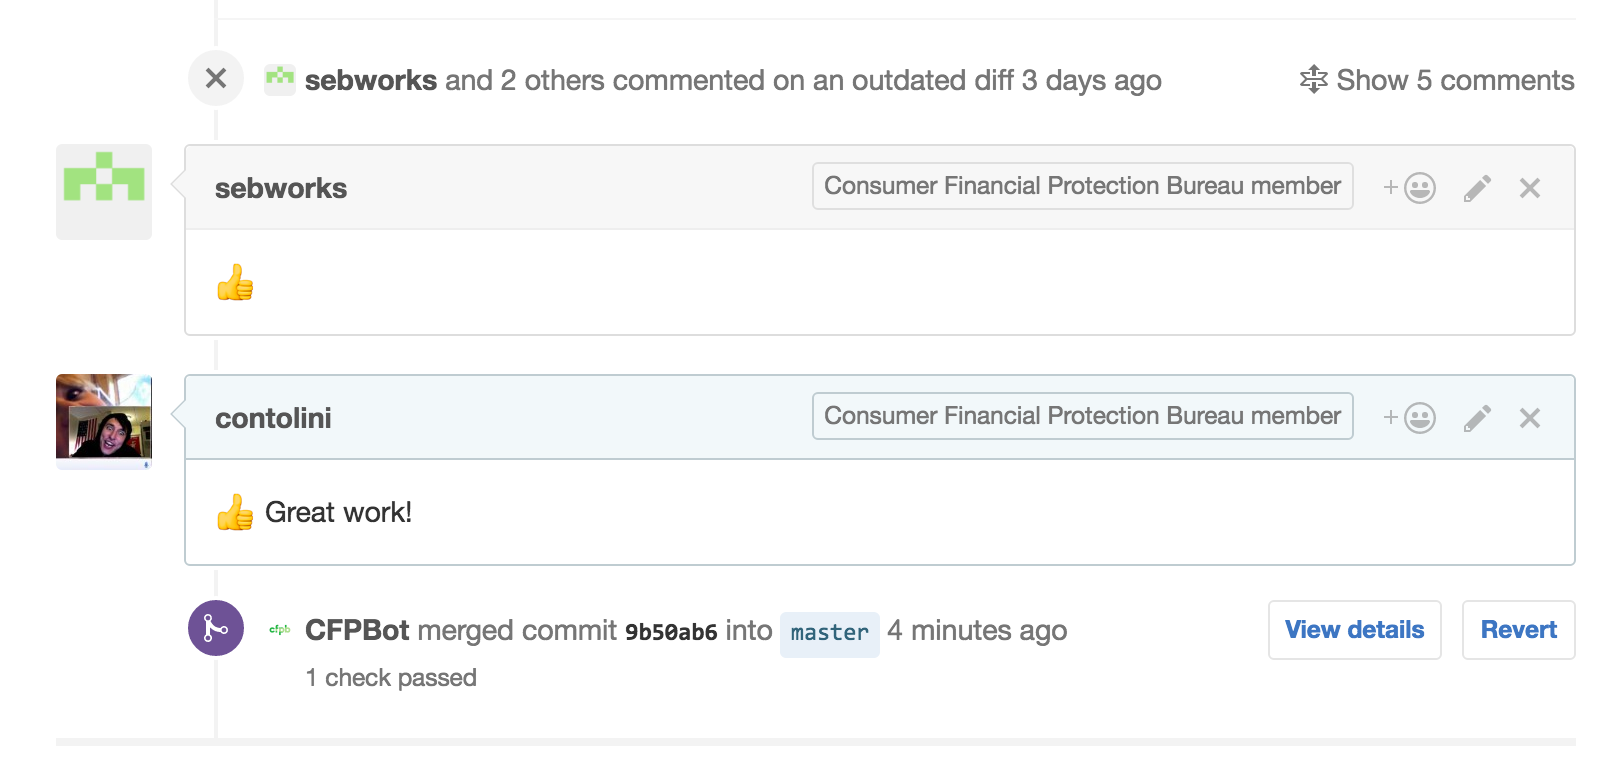 sebworks and 2 others commented on an outdated diff 3 days ago Show 5 comments
sebworks Consumer Financial Protection Bureau member +
👍
contolini Consumer Financial Protection Bureau member +
👍 Great work!
cfpb CFPBot merged commit 9b50ab6 into master 4 minutes ago View details Revert
1 check passed